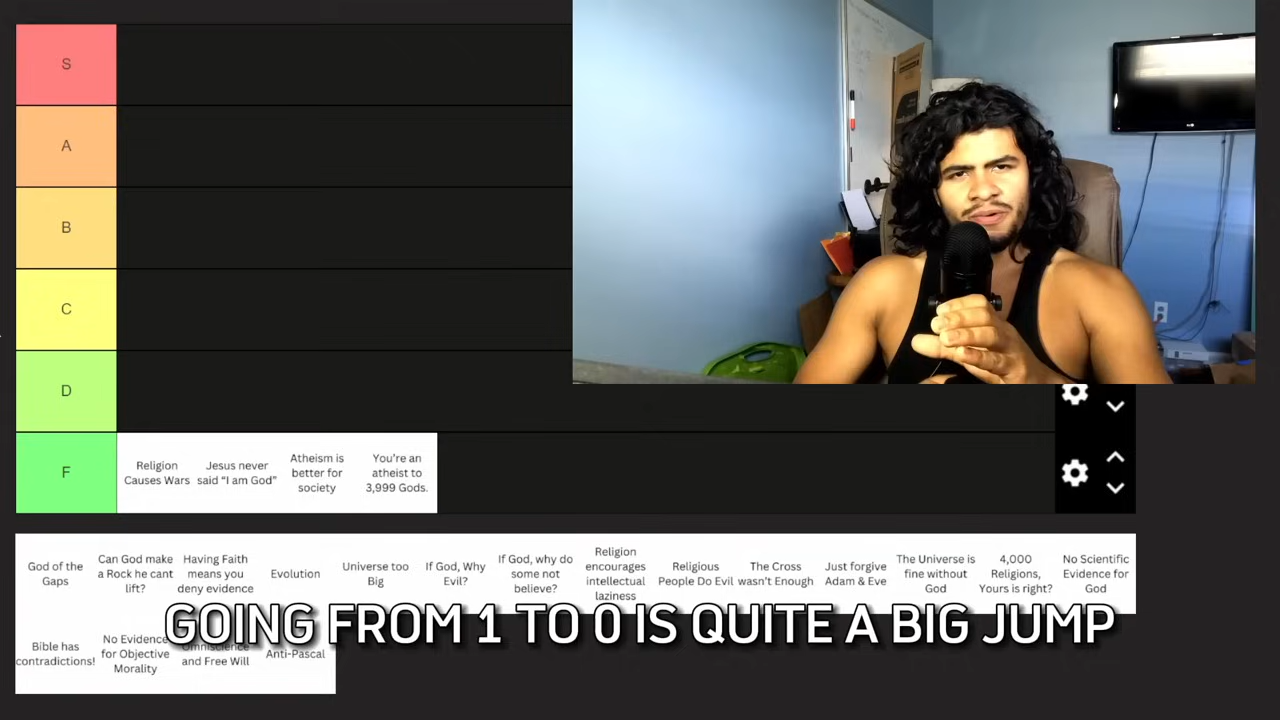 S
A
B
C
D
F
Religion
Causes Wars
Jesus never
said “I am God”
Atheism is
better for
society
You’re an
atheist to
3,999 Gods.
God of the
Gaps
Can God make
a Rock he cant
lift?
Having Faith
means you
deny evidence
Evolution
Universe too
Big
If God, Why
Evil?
If God, why do
some not
believe?
Religion
encourages
intellectual
laziness
Religious
People Do Evil
The Cross
wasn’t Enough
Just forgive
Adam & Eve
The Universe is
fine without
God
4,000
Religions,
Yours is right?
No Scientific
Evidence for
God
GOING FROM 1 TO 0 IS QUITE A BIG JUMP
Bible has
contradictions!
No Evidence
for Objective
Morality
Omniscience
and Free Will
Anti-Pascal